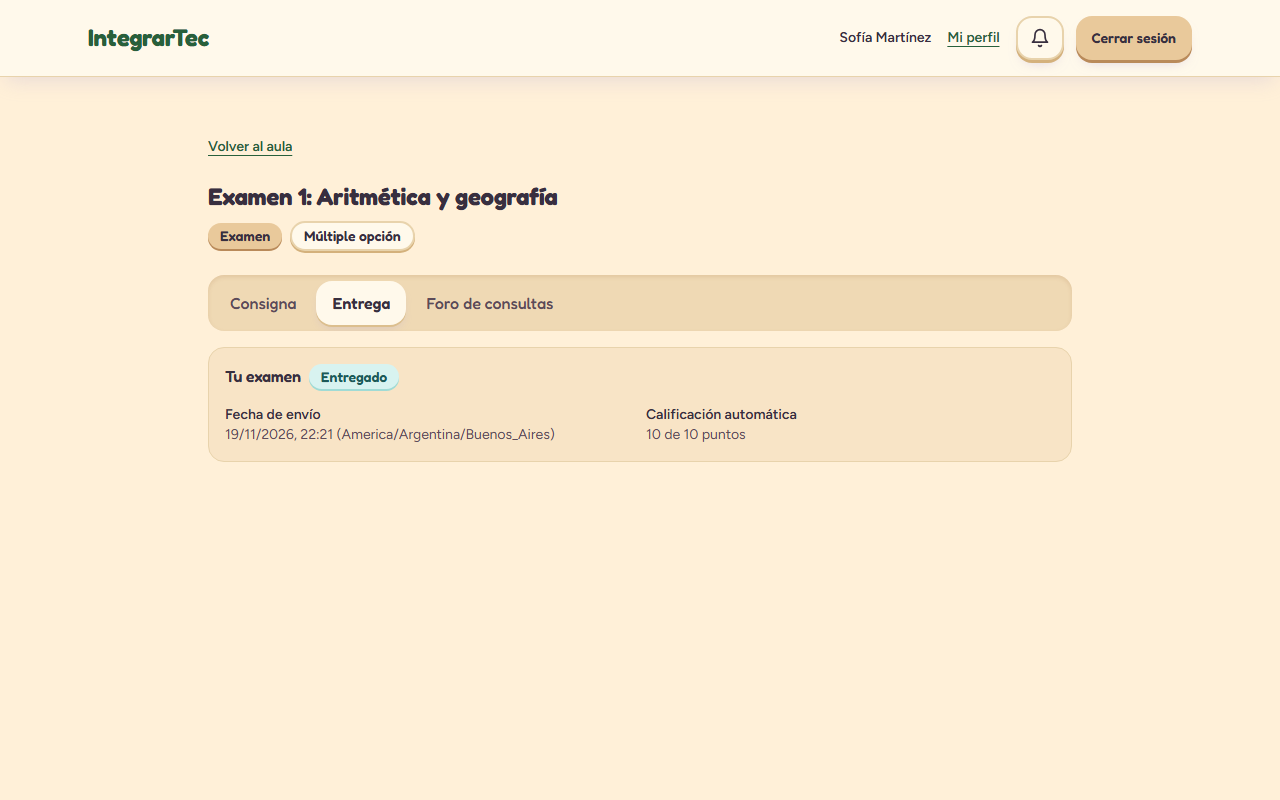 IntegrarTec
Sofía Martínez
Mi perfil
Cerrar sesión
Volver al aula
Examen 1: Aritmética y geografía
Examen
Múltiple opción
Consigna
Entrega
Foro de consultas
Tu examen
Entregado
Fecha de envío
19/11/2026, 22:21 (America/Argentina/Buenos_Aires)
Calificación automática
10 de 10 puntos